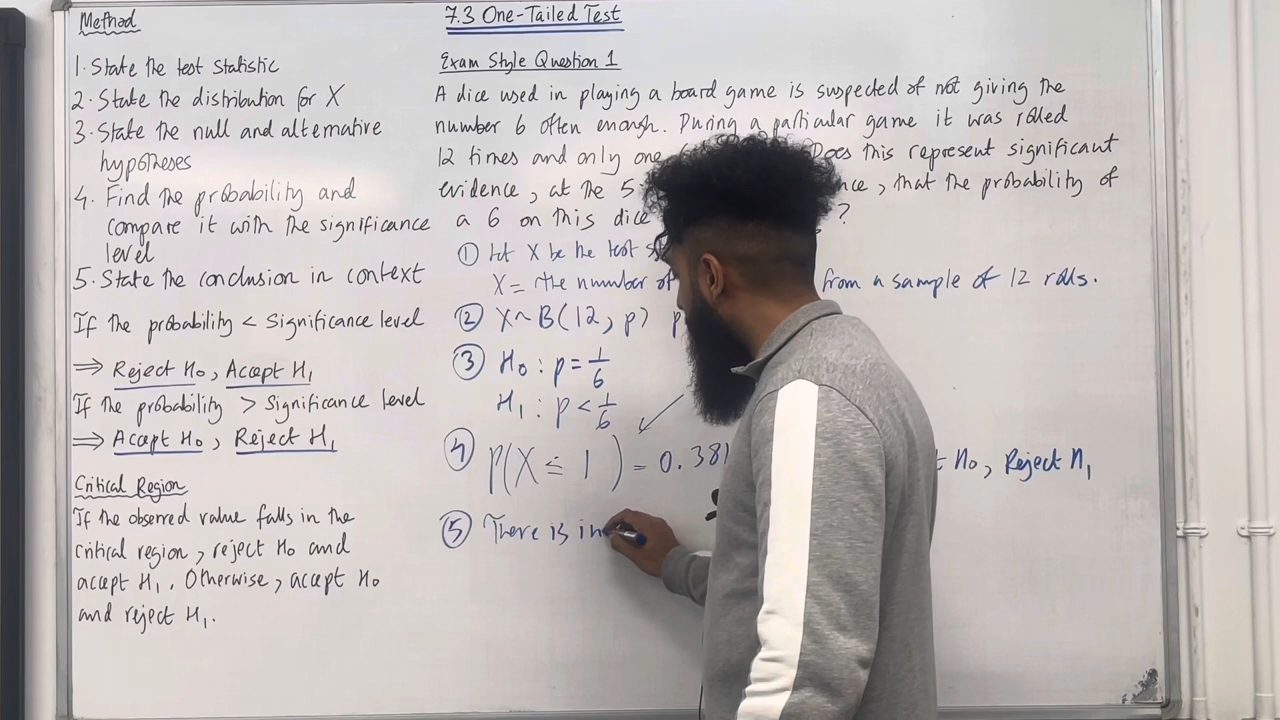 Method
1. State the test statistic
2. State the distribution for X
3. State the null and alternative
hypotheses
4. Find the probability and
compare it with the significance
level
5. State the conclusion in context
If the probability < Significance level
⟹ Reject H₀, Accept H₁
If the probability > Significance level
⟹ Accept H₀, Reject H₁
Critical Region
If the observed value falls in the
critical region, reject H₀ and
accept H₁. Otherwise, accept H₀
and reject H₁.
7.3 One-Tailed Test
Exam Style Question 1
A dice used in playing a board game is suspected of not giving the
number 6 often enough. During a particular game it was rolled
12 times and only one Does this represent significant
evidence, at the 5 that the probability of
a 6 on this dice ?
① Let X be the test
X = the number of from a sample of 12 rolls.
② X ~ B(12, p) p
③ H₀ : p = 1/6
H₁ : p < 1/6
④ P(X ≤ 1) = 0.381 H₀, Reject H₁
⑤ There is in